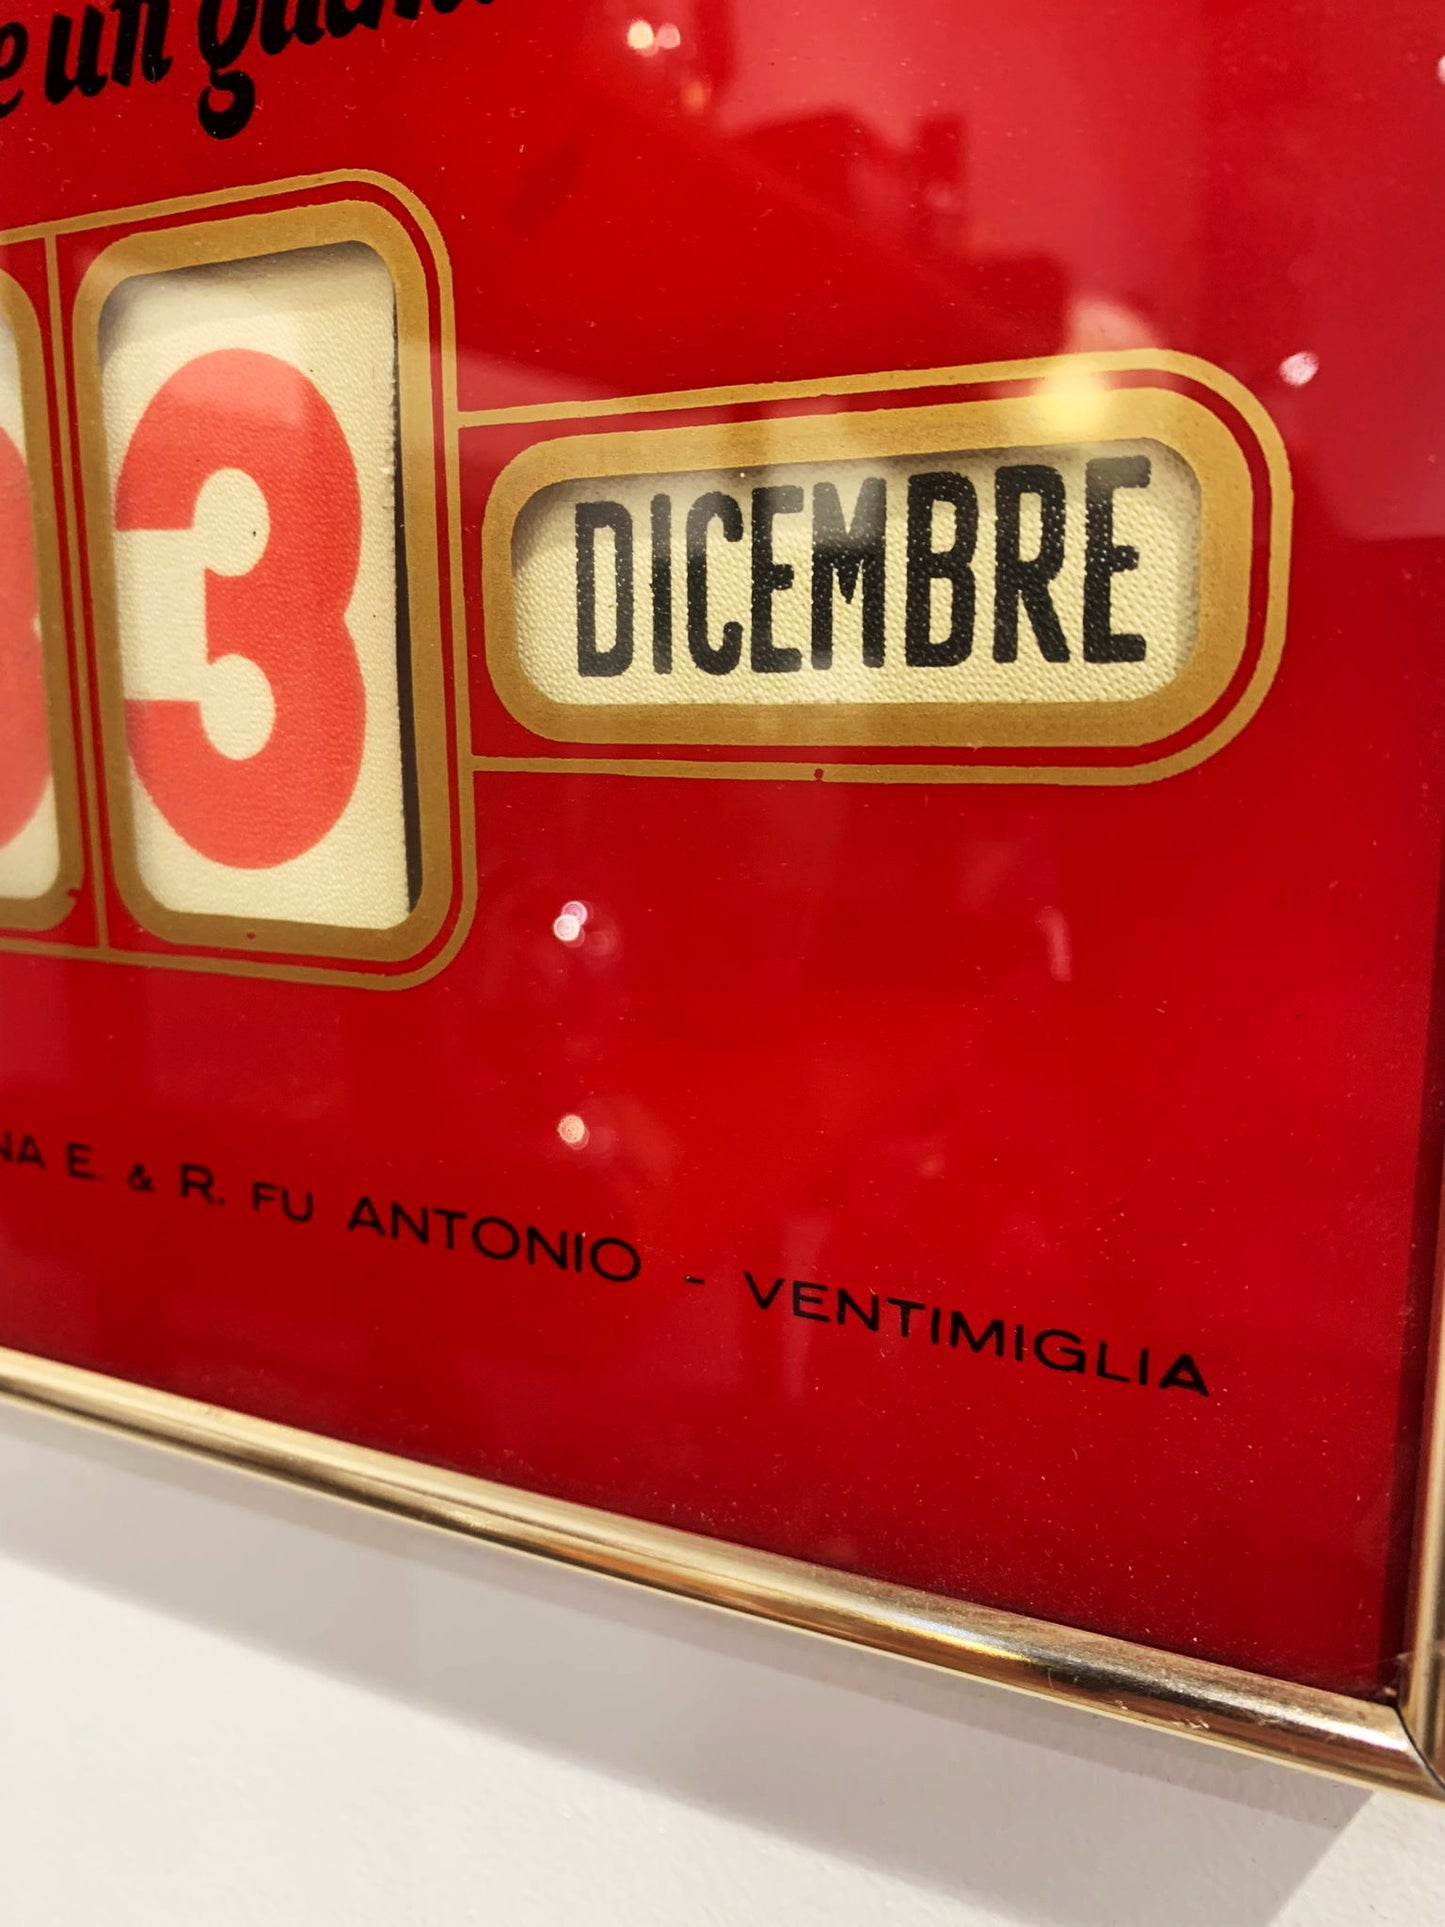 un
3 DICEMBRE
E. & R. FU ANTONIO - VENTIMIGLIA